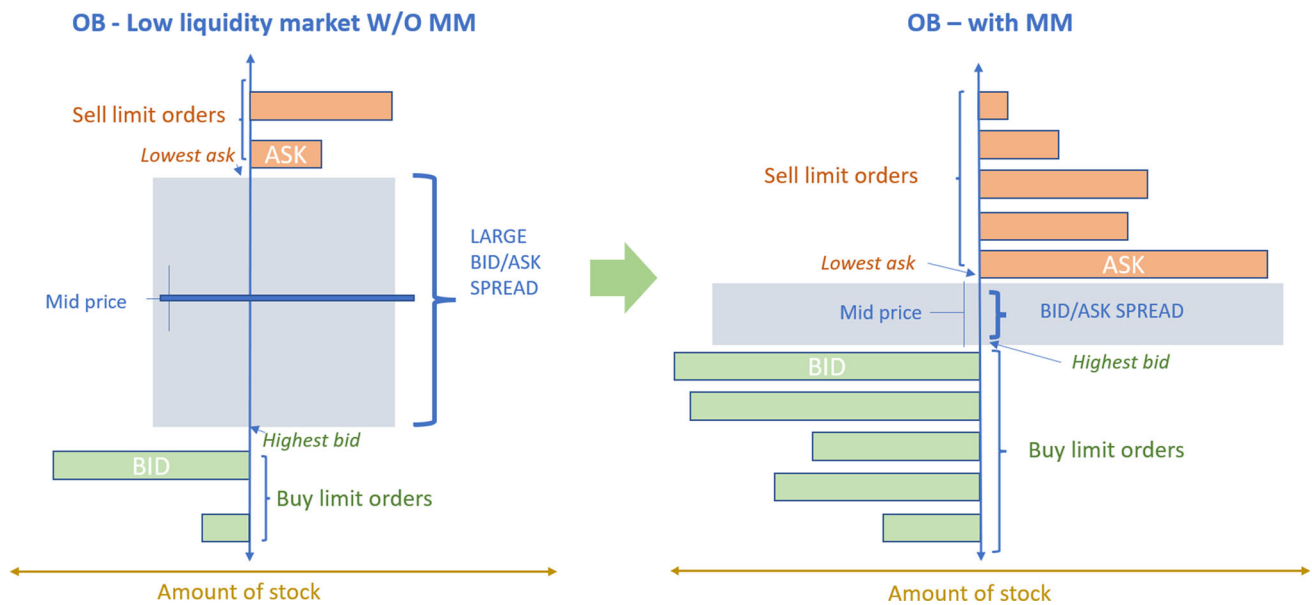 OB - Low liquidity market W/O MM
Sell limit orders
Lowest ask
ASK
LARGE
BID/ASK
SPREAD
Mid price
Highest bid
BID
Buy limit orders
Amount of stock
OB – with MM
Sell limit orders
Lowest ask
ASK
Mid price
BID/ASK SPREAD
Highest bid
BID
Buy limit orders
Amount of stock